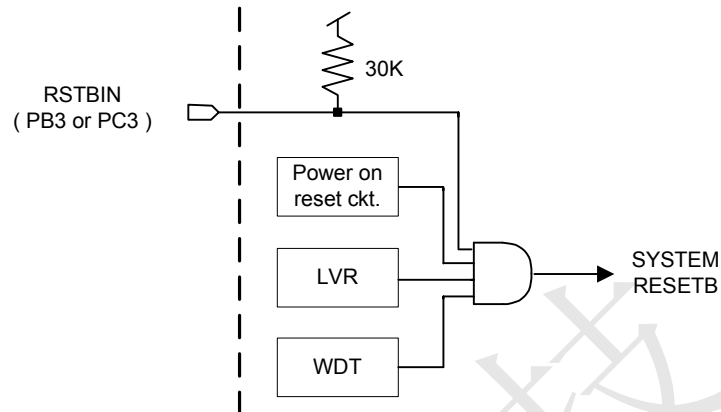 30K
RSTBIN
( PB3 or PC3 )
Power on
reset ckt.
LVR
WDT
SYSTEM
RESETB